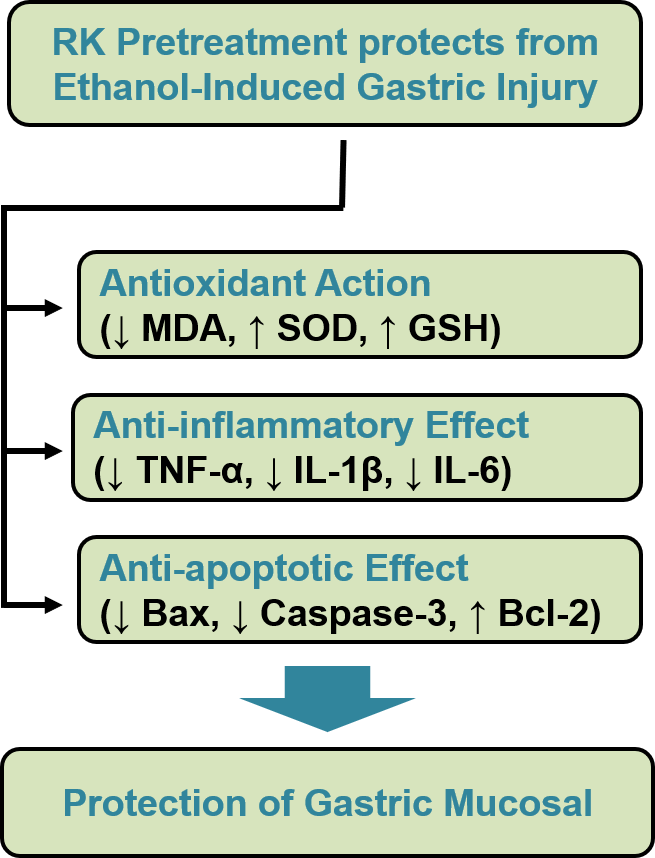 RK Pretreatment protects from
Ethanol-Induced Gastric Injury
Antioxidant Action
(↓ MDA, ↑ SOD, ↑ GSH)
Anti-inflammatory Effect
(↓ TNF-α, ↓ IL-1β, ↓ IL-6)
Anti-apoptotic Effect
(↓ Bax, ↓ Caspase-3, ↑ Bcl-2)
Protection of Gastric Mucosal